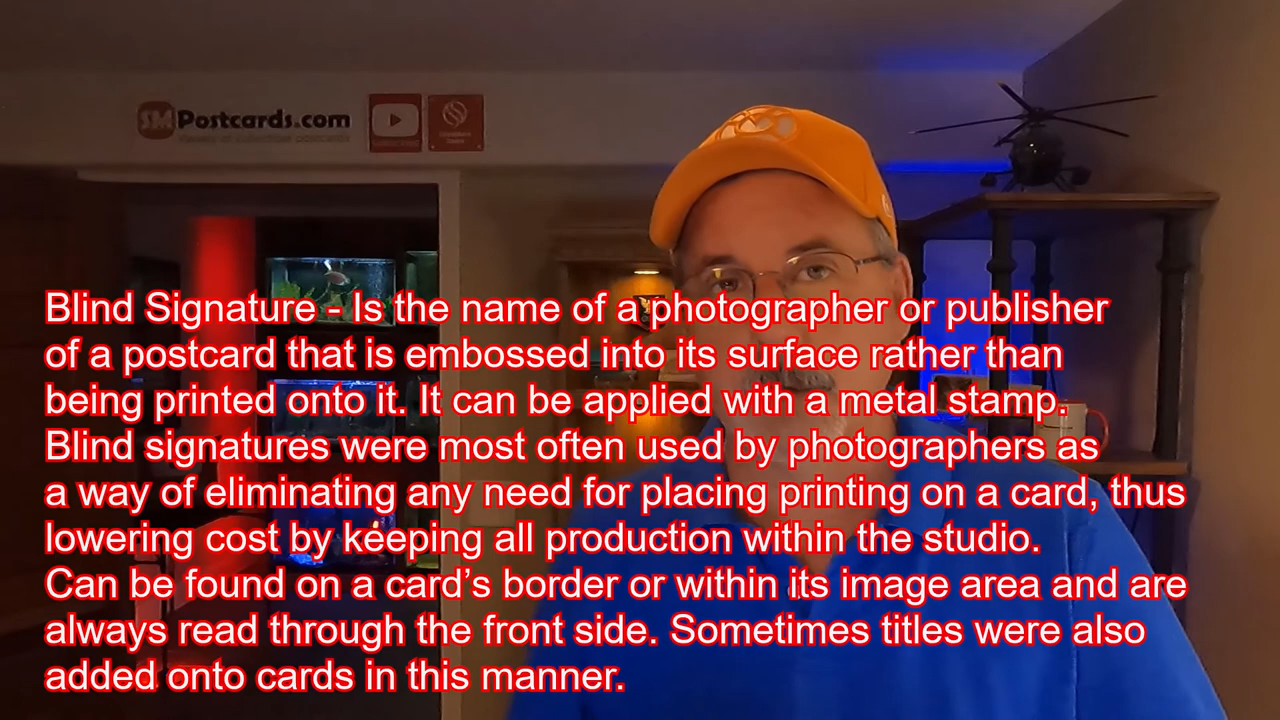 SMPostcards.com
Blind Signature - Is the name of a photographer or publisher
of a postcard that is embossed into its surface rather than
being printed onto it. It can be applied with a metal stamp.
Blind signatures were most often used by photographers as
a way of eliminating any need for placing printing on a card, thus
lowering cost by keeping all production within the studio.
Can be found on a card’s border or within its image area and are
always read through the front side. Sometimes titles were also
added onto cards in this manner.